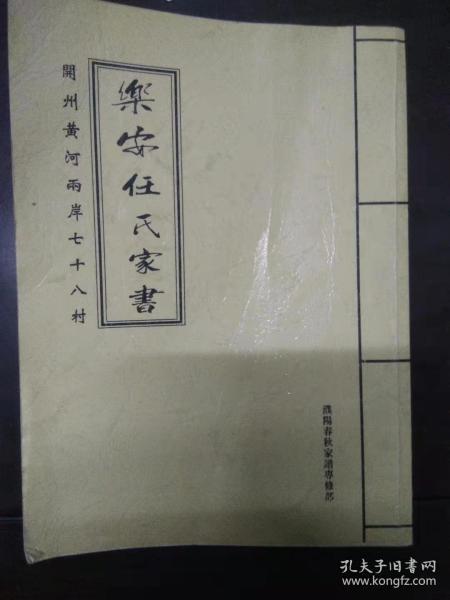 開州黄河兩岸七十八村
樂安任氏家書
濮陽春秋家譜專修部
孔夫子旧书网
www.kongfz.com